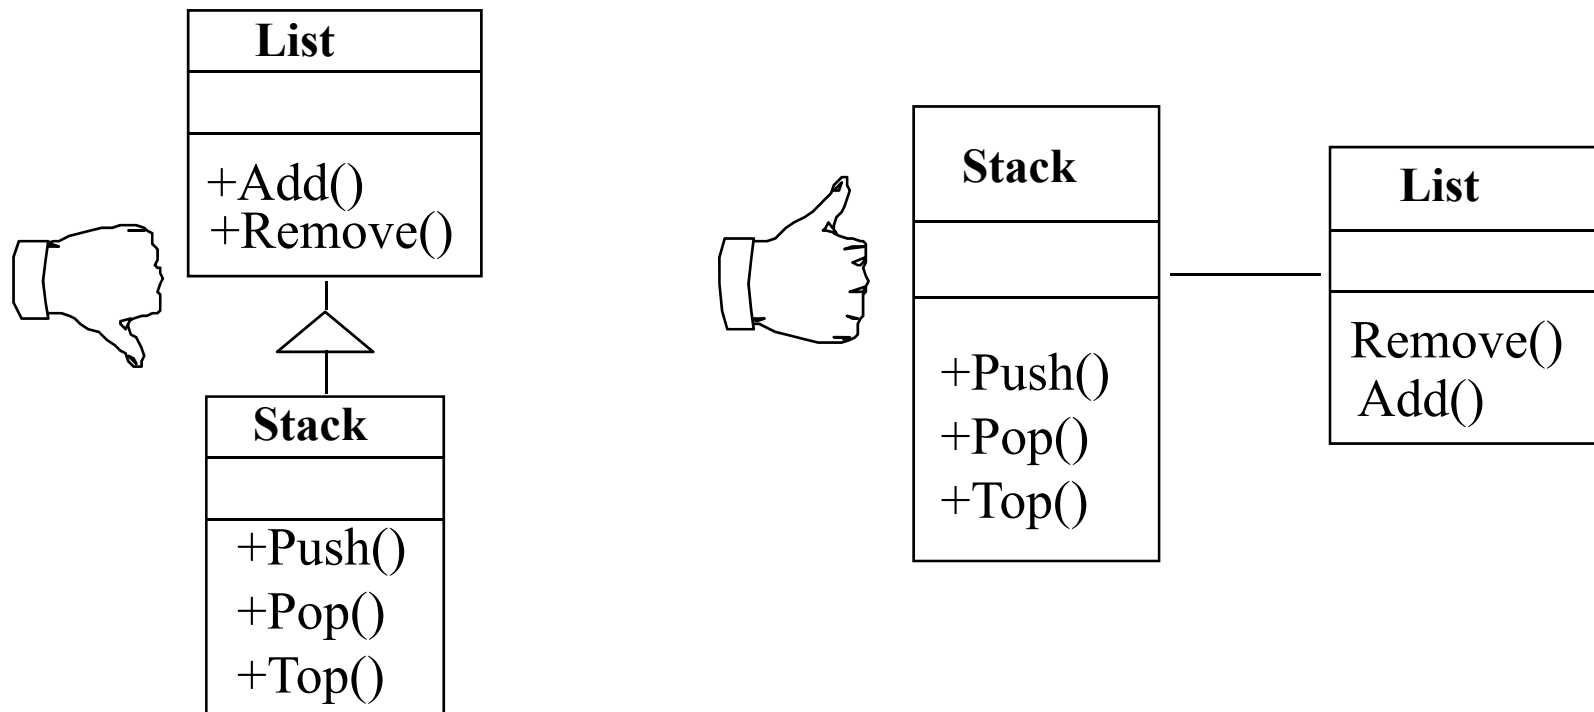 List
+Add()
+Remove()
Stack
+Push()
+Pop()
+Top()
Stack
+Push()
+Pop()
+Top()
List
Remove()
Add()